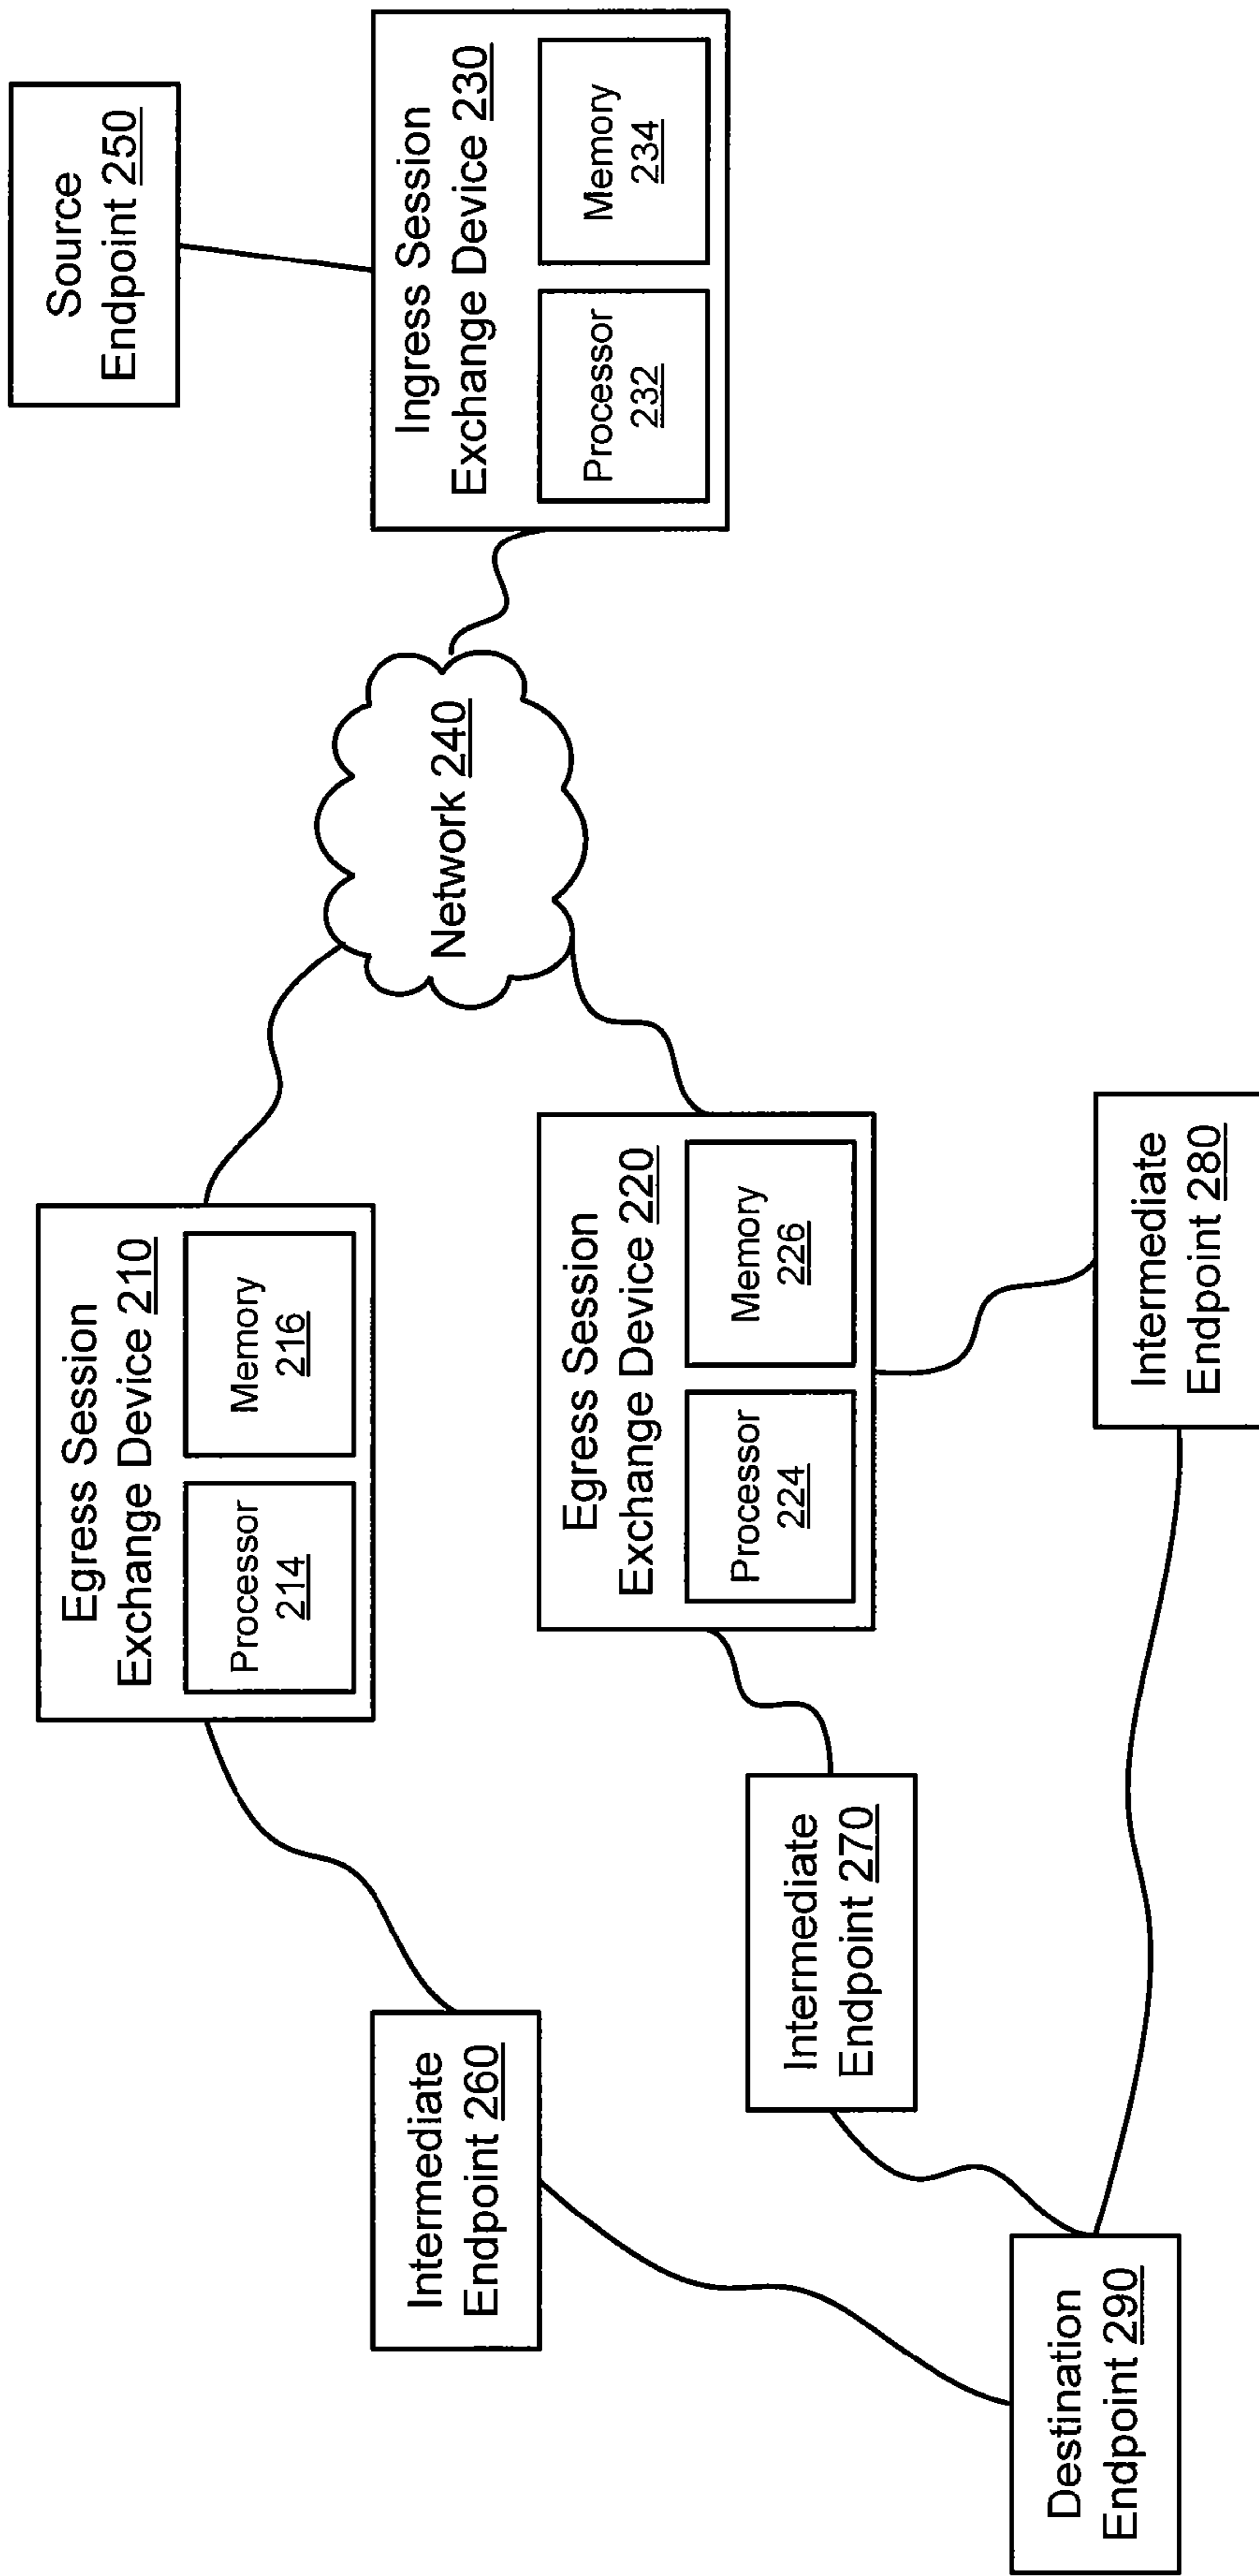 Source
Endpoint 250
Ingress Session
Exchange Device 230
Processor
232
Memory
234
Network 240
Egress Session
Exchange Device 210
Processor
214
Memory
216
Egress Session
Exchange Device 220
Processor
224
Memory
226
Intermediate
Endpoint 260
Intermediate
Endpoint 270
Intermediate
Endpoint 280
Destination
Endpoint 290